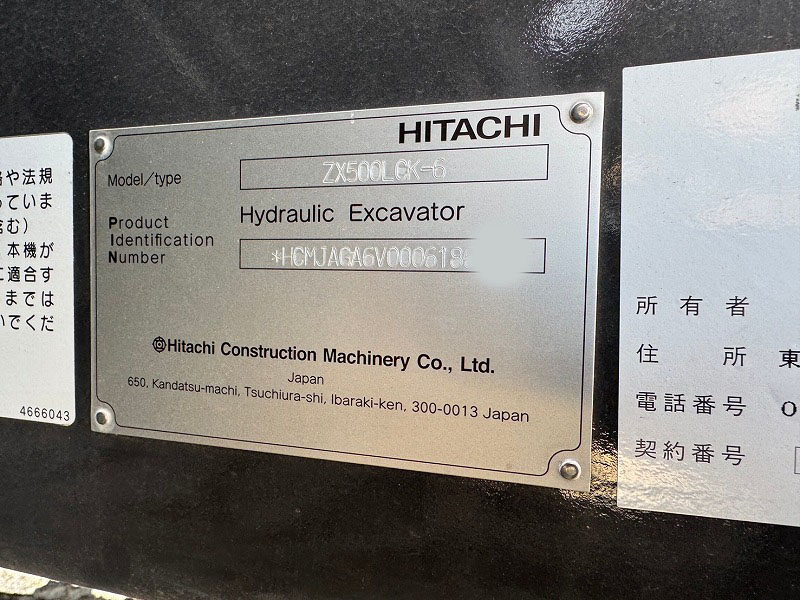 HITACHI
Model/type ZX500LCK-6
Hydraulic Excavator
Product
Identification
Number
*HCMJAGA6V000618
Hitachi Construction Machinery Co., Ltd.
Japan
650, Kandatsu-machi, Tsuchiura-shi, Ibaraki-ken, 300-0013 Japan
や法規
っていま
含む)
本機が
に適合す
までは
いでくだ
4666043
所有者
住所 東
電話番号 0
契約番号